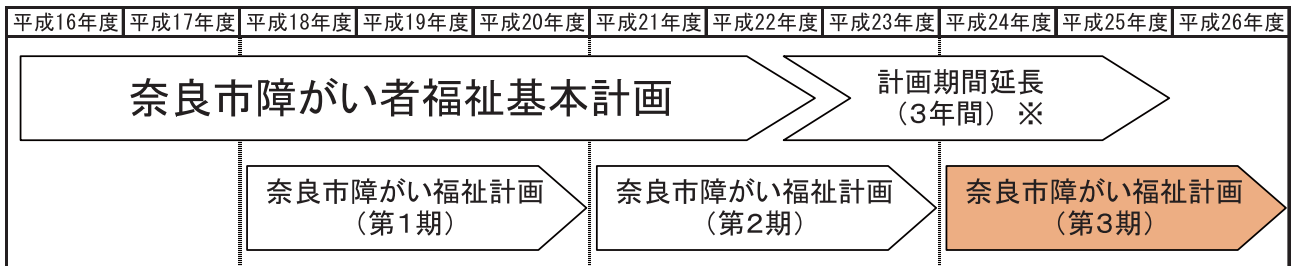 平成16年度 平成17年度 平成18年度 平成19年度 平成20年度 平成21年度 平成22年度 平成23年度 平成24年度 平成25年度 平成26年度
奈良市障がい者福祉基本計画
計画期間延長
（3年間）※
奈良市障がい福祉計画
（第1期）
奈良市障がい福祉計画
（第2期）
奈良市障がい福祉計画
（第3期）